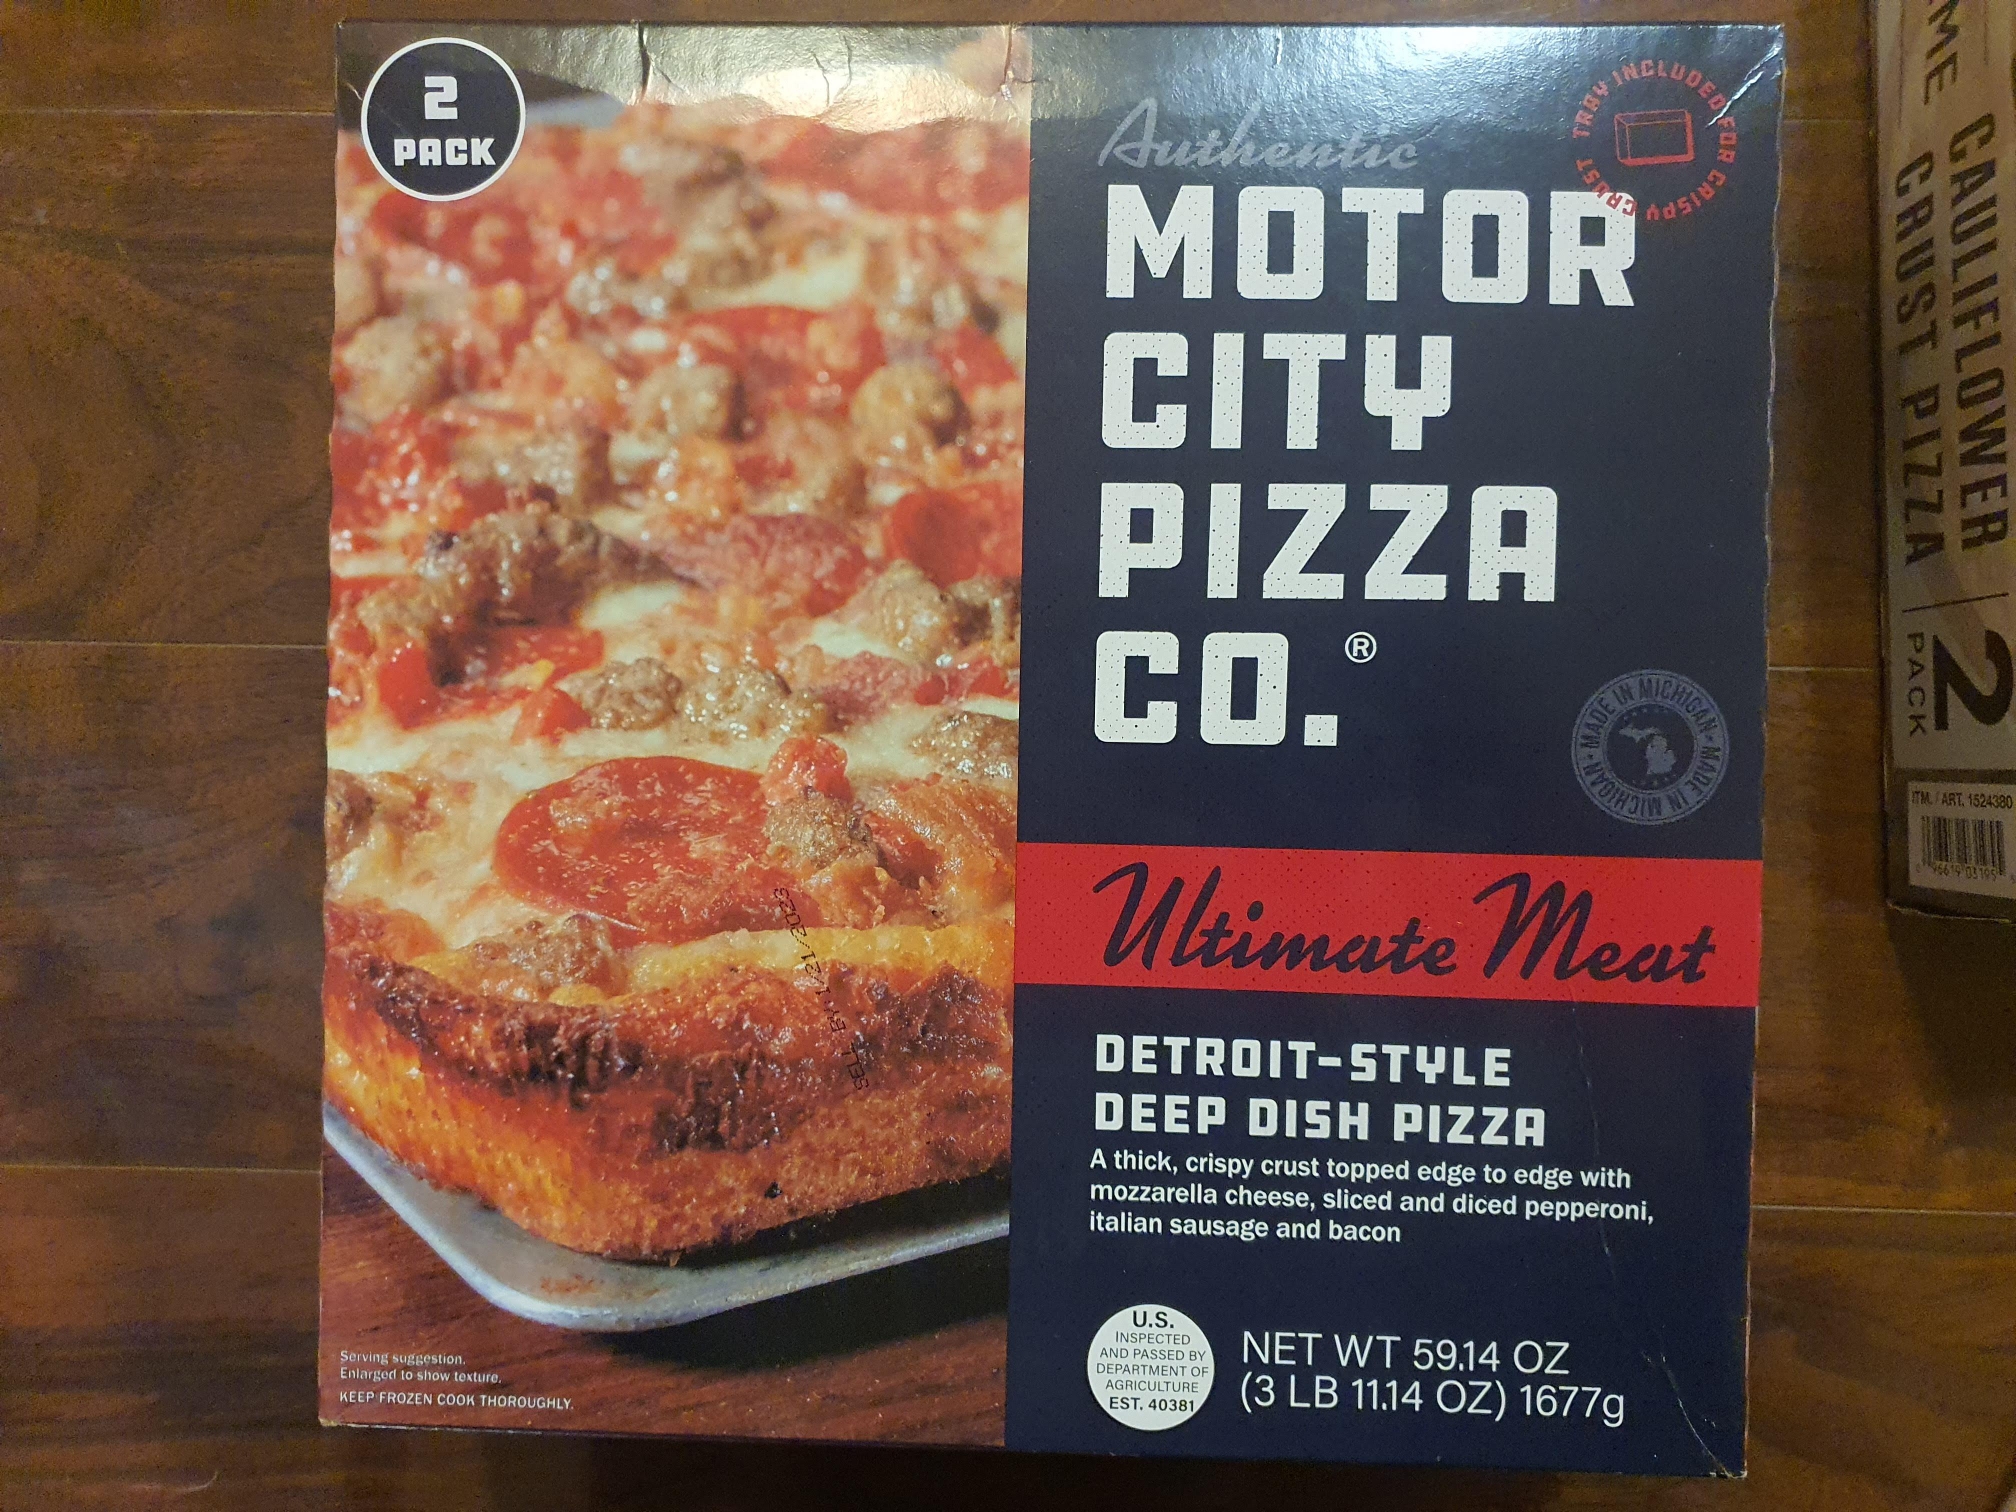 2
PACK
Authentic
MOTOR
CITY
PIZZA
CO.®
TRAY INCLUDED FOR CRISPY CRUST
MADE IN MICHIGAN • MADE IN MICHIGAN •
Ultimate Meat
DETROIT-STYLE
DEEP DISH PIZZA
A thick, crispy crust topped edge to edge with
mozzarella cheese, sliced and diced pepperoni,
italian sausage and bacon
U.S.
INSPECTED
AND PASSED BY
DEPARTMENT OF
AGRICULTURE
EST. 40381
NET WT 59.14 OZ
(3 LB 11.14 OZ) 1677g
SELL BY 1/21/2023
Serving suggestion.
Enlarged to show texture.
KEEP FROZEN COOK THOROUGHLY.
CAULIFLOWER
CRUST PIZZA
2
PACK
ITM. / ART. 1524380